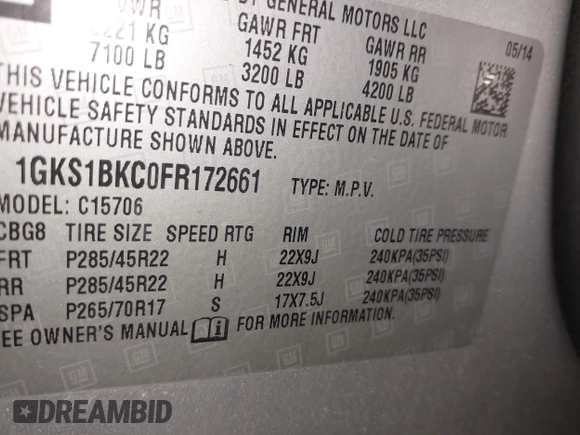 BY GENERAL MOTORS LLC
GVWR GAWR FRT GAWR RR 05/14
3221 KG 1452 KG 1905 KG
7100 LB 3200 LB 4200 LB
THIS VEHICLE CONFORMS TO ALL APPLICABLE U.S. FEDERAL MOTOR
VEHICLE SAFETY STANDARDS IN EFFECT ON THE DATE OF
MANUFACTURE SHOWN ABOVE.
1GKS1BKC0FR172661 TYPE: M.P.V.
MODEL: C15706
CBG8 TIRE SIZE SPEED RTG RIM COLD TIRE PRESSURE
FRT P285/45R22 H 22X9J 240KPA(35PSI)
RR P285/45R22 H 22X9J 240KPA(35PSI)
SPA P265/70R17 S 17X7.5J 240KPA(35PSI)
SEE OWNER'S MANUAL FOR MORE INFORMATION.
GM GM GM
DREAMBID